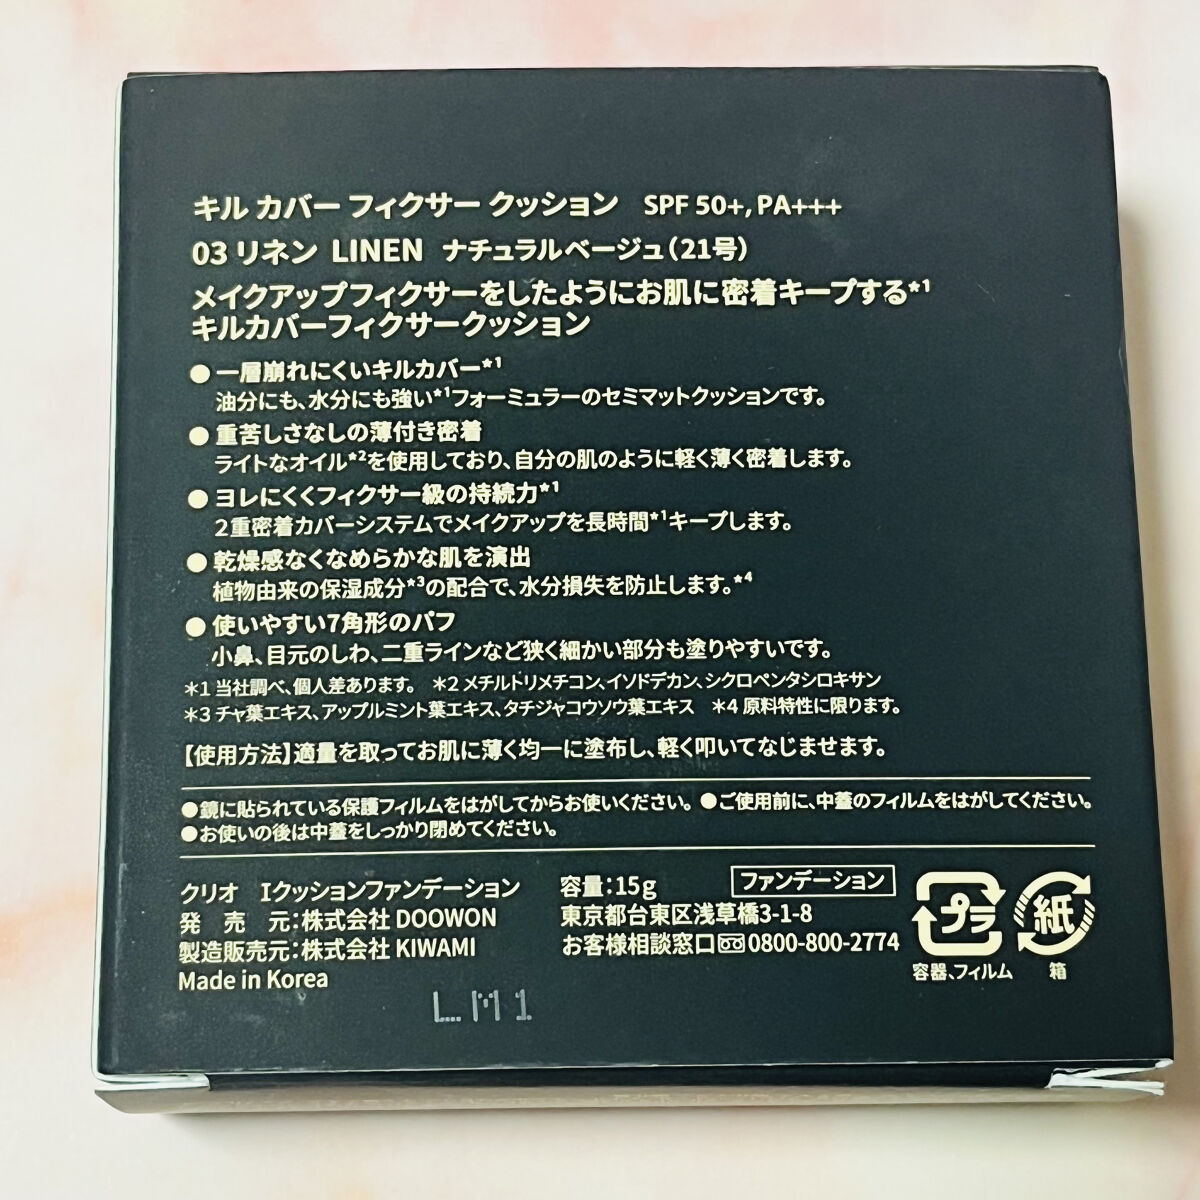 キル カバー フィクサー クッション SPF 50+, PA+++
03 リネン LINEN ナチュラルベージュ(21号)
メイクアップフィクサーをしたようにお肌に密着キープする*1
キルカバーフィクサークッション
● 一層崩れにくいキルカバー*1
油分にも、水分にも強い*1フォーミュラーのセミマットクッションです。
● 重苦しさなしの薄付き密着
ライトなオイル*2を使用しており、自分の肌のように軽く薄く密着します。
● ヨレにくくフィクサー級の持続力*1
2重密着カバーシステムでメイクアップを長時間*1キープします。
● 乾燥感なくなめらかな肌を演出
植物由来の保湿成分*3の配合で、水分損失を防止します。*4
● 使いやすい7角形のパフ
小鼻、目元のしわ、二重ラインなど狭く細かい部分も塗りやすいです。
*1 当社調べ、個人差あります。 *2 メチルトリメチコン、イソドデカン、シクロペンタシロキサン
*3 チャ葉エキス、アップルミント葉エキス、タチジャコウソウ葉エキス *4 原料特性に限ります。
【使用方法】適量を取ってお肌に薄く均一に塗布し、軽く叩いてなじませます。
●鏡に貼られている保護フィルムをはがしてからお使いください。 ●ご使用前に、中蓋のフィルムをはがしてください。
●お使いの後は中蓋をしっかり閉めてください。
クリオ Iクッションファンデーション
発 売 元:株式会社 DOOWON
製造販売元:株式会社 KIWAMI
Made in Korea
容量:15g ファンデーション
東京都台東区浅草橋3-1-8
お客様相談窓口 0800-800-2774
プラ
容器、フィルム
紙
箱
LM1